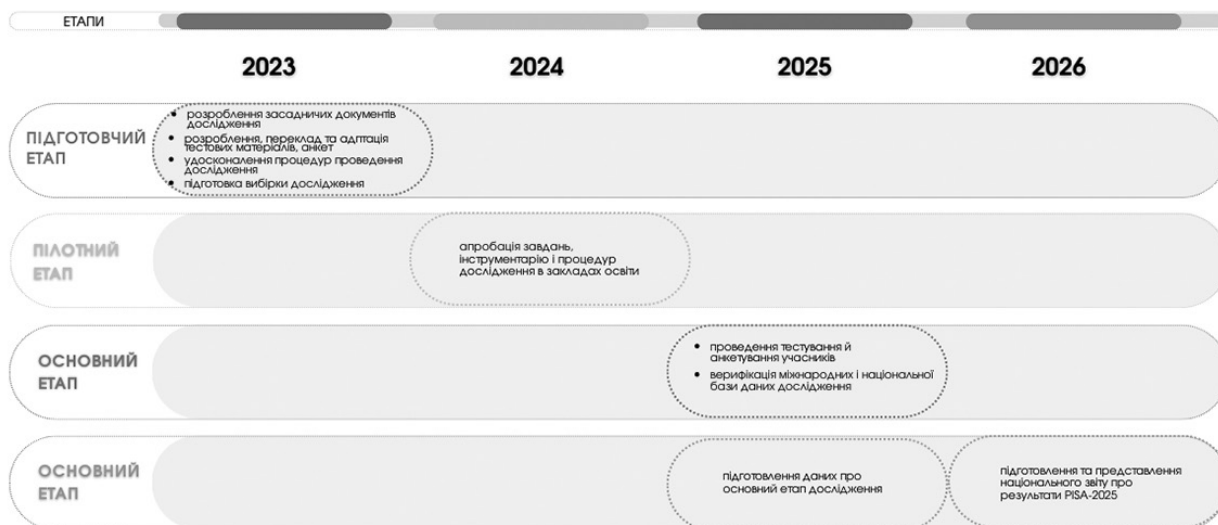 ЕТАПИ
2023
2024
2025
2026
ПІДГОТОВЧИЙ
ЕТАП
• розроблення засадничих документів
дослідження
• розроблення, переклад та адптація
тестових матеріалів, анкет
• удосконалення процедур проведення
дослідження
• підготовка вибірки дослідження
ПІЛОТНИЙ
ЕТАП
апробація завдань,
інструментарію і процедур
дослідження в закладах освіти
ОСНОВНИЙ
ЕТАП
• проведення тестування й
анкетування учасників
• верифікація міжнародних і національної
бази даних дослідження
ОСНОВНИЙ
ЕТАП
підготовлення даних про
основний етап дослідження
підготовлення та представлення
національного звіту про
результати PISA-2025